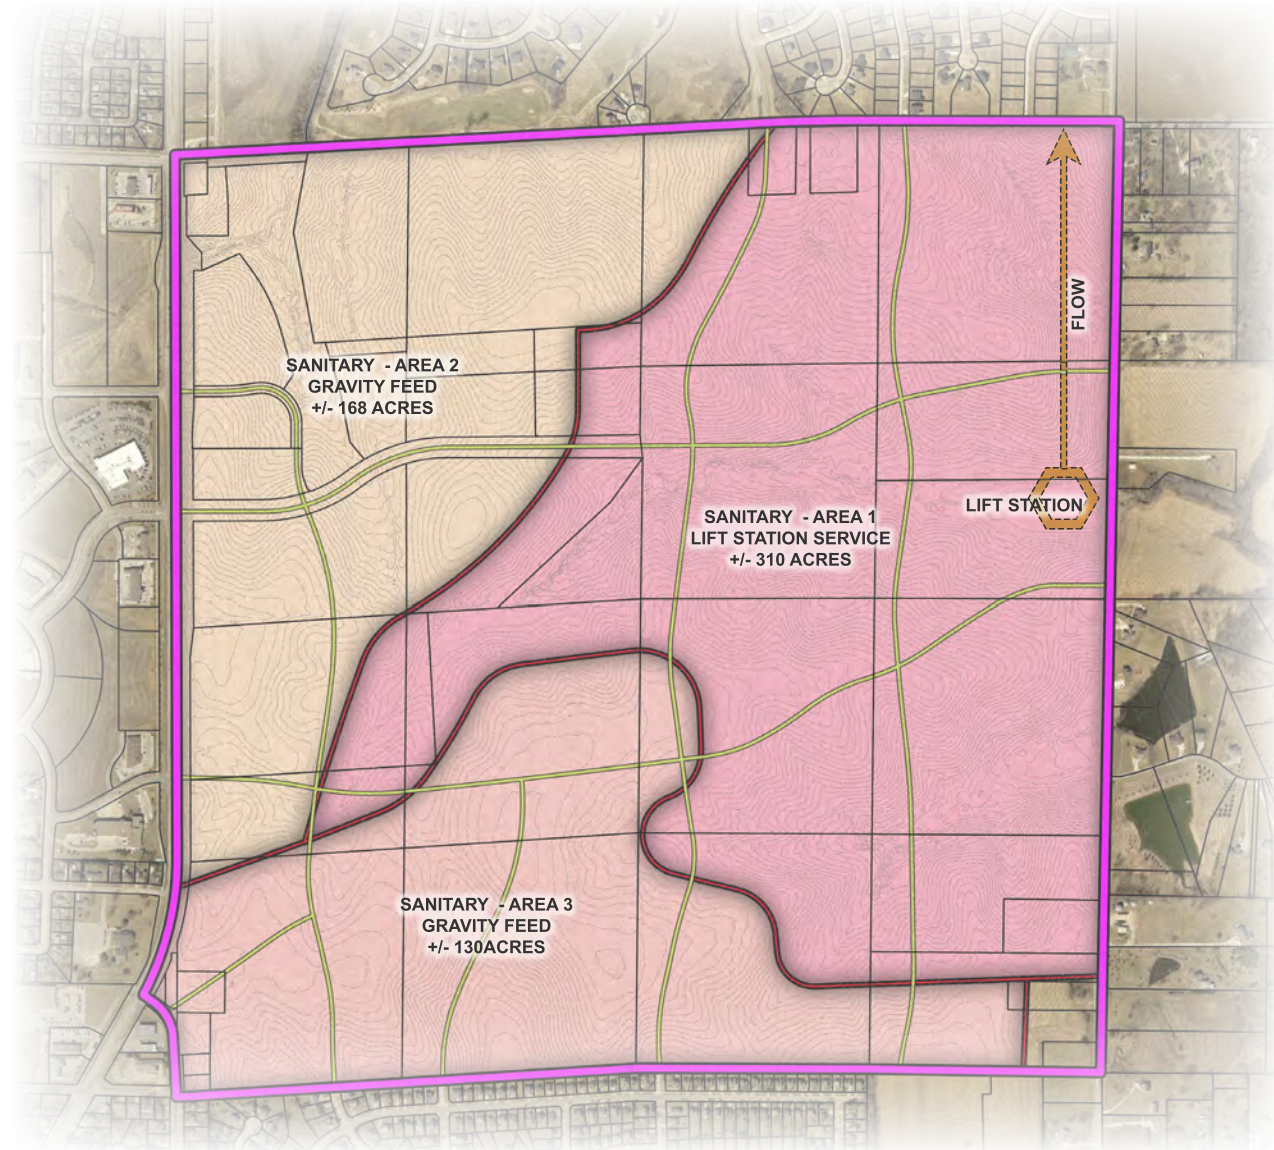 FLOW
SANITARY - AREA 2
GRAVITY FEED
+/- 168 ACRES
LIFT STATION
SANITARY - AREA 1
LIFT STATION SERVICE
+/- 310 ACRES
SANITARY - AREA 3
GRAVITY FEED
+/- 130ACRES